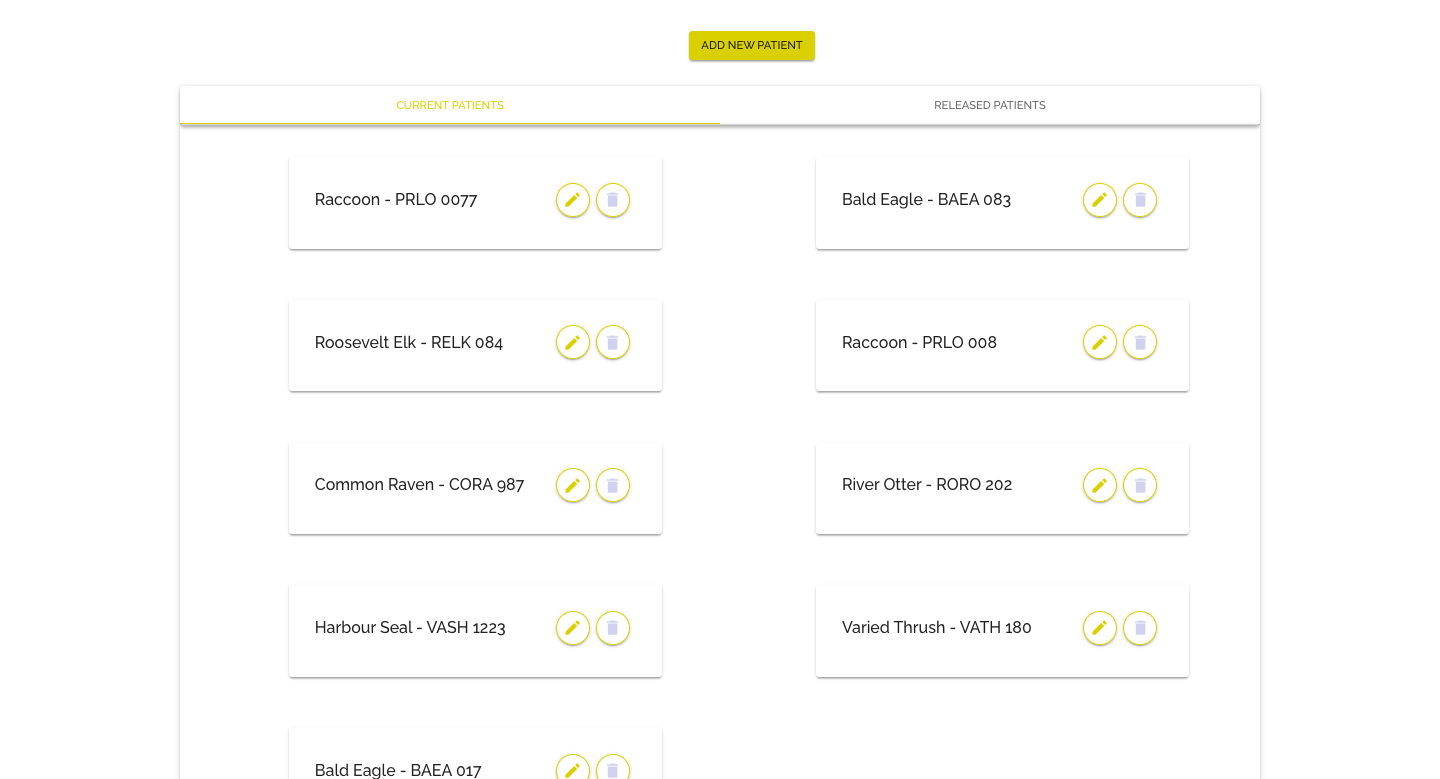 ADD NEW PATIENT
CURRENT PATIENTS
RELEASED PATIENTS
Raccoon - PRLO 0077
Bald Eagle - BAEA 083
Roosevelt Elk - RELK 084
Raccoon - PRLO 008
Common Raven - CORA 987
River Otter - RORO 202
Harbour Seal - VASH 1223
Varied Thrush - VATH 180
Bald Eagle - BAEA 017